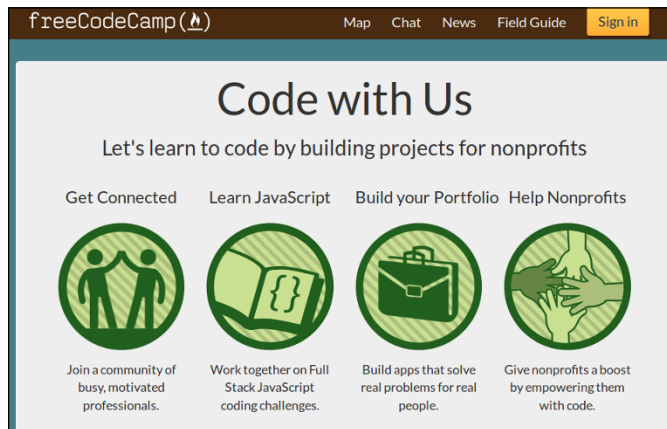 freeCodeCamp(🔥)
Map Chat News Field Guide Sign in
Code with Us
Let's learn to code by building projects for nonprofits
Get Connected
Learn JavaScript
Build your Portfolio
Help Nonprofits
{}
Join a community of
busy, motivated
professionals.
Work together on Full
Stack JavaScript
coding challenges.
Build apps that solve
real problems for real
people.
Give nonprofits a boost
by empowering them
with code.